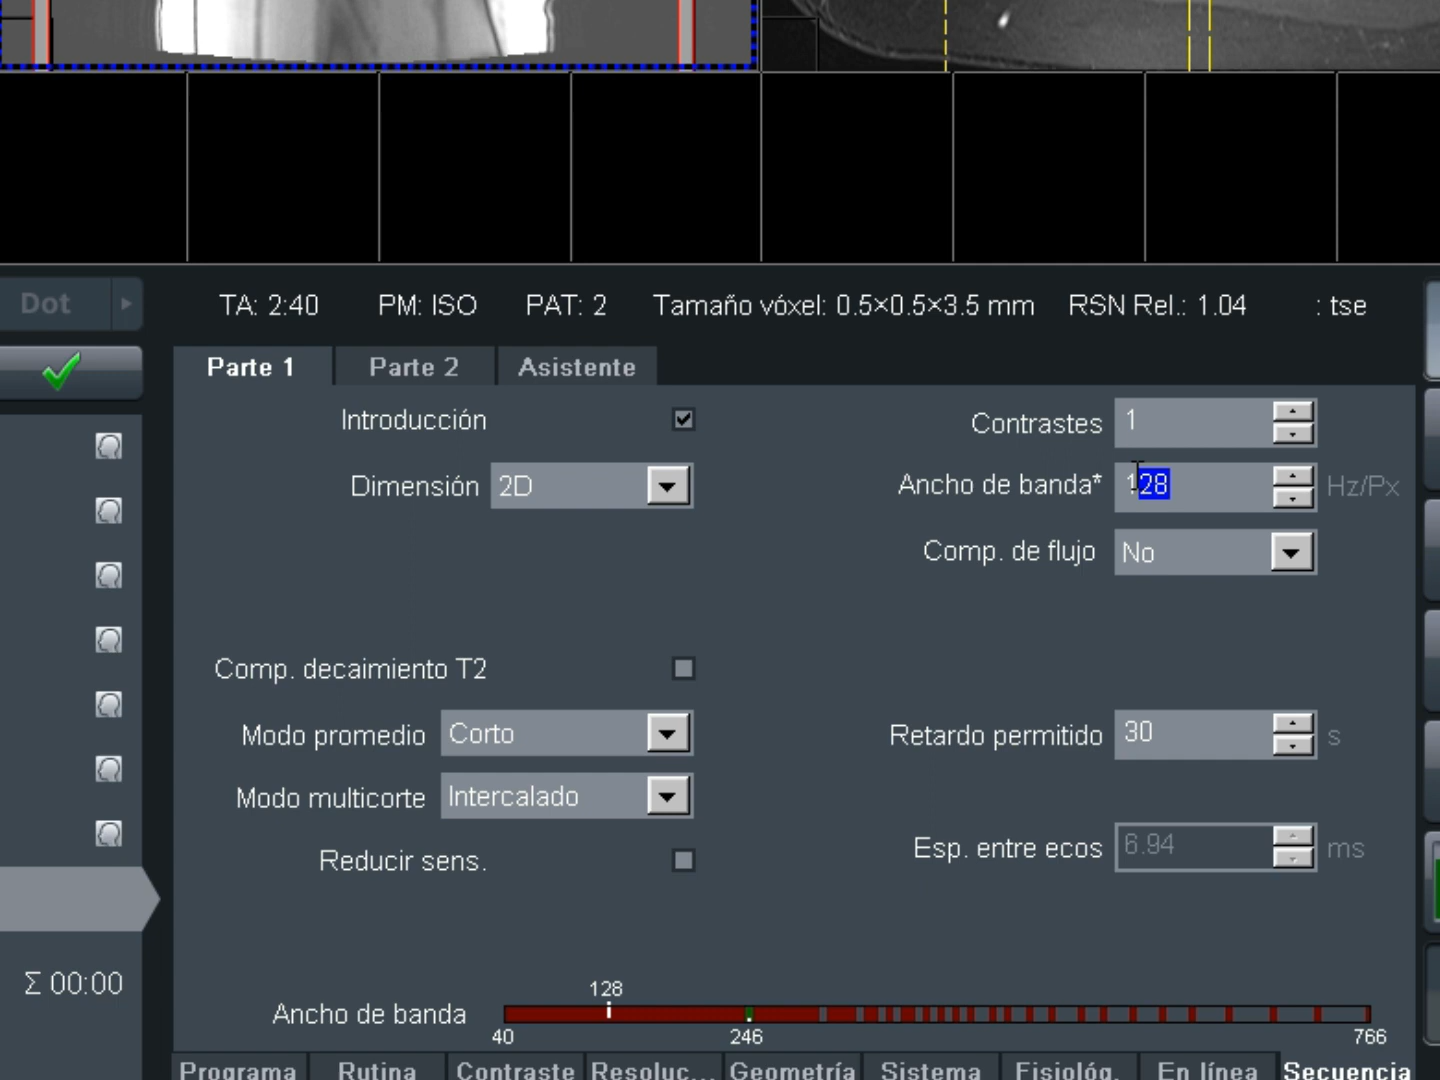 Dot
TA: 2:40 PM: ISO PAT: 2 Tamaño vóxel: 0.5×0.5×3.5 mm RSN Rel.: 1.04 : tse
Parte 1 Parte 2 Asistente
Introducción
Contrastes 1
Dimensión 2D
Ancho de banda* 128 Hz/Px
Comp. de flujo No
Comp. decaimiento T2
Modo promedio Corto
Retardo permitido 30 s
Modo multicorte Intercalado
Reducir sens.
Esp. entre ecos 6.94 ms
Σ 00:00
128
Ancho de banda
40 246 766
Programa Rutina Contraste Resoluc... Geometría Sistema Fisiológ. En línea Secuencia